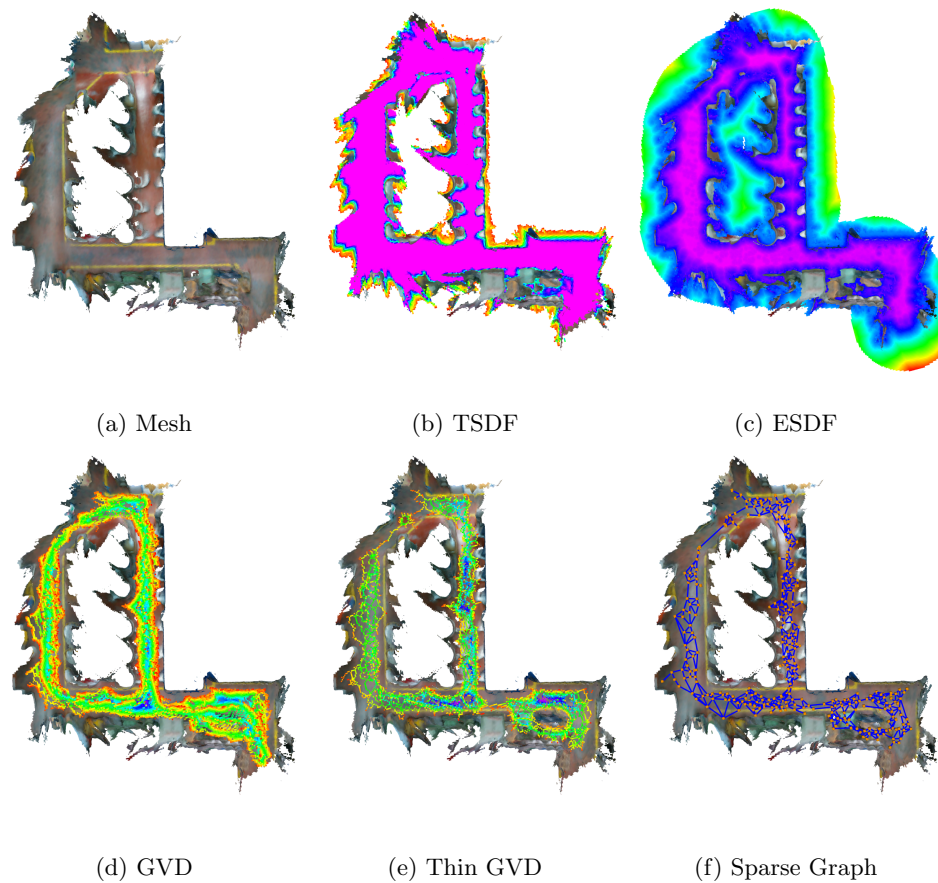 (a) Mesh
(b) TSDF
(c) ESDF
(d) GVD
(e) Thin GVD
(f) Sparse Graph